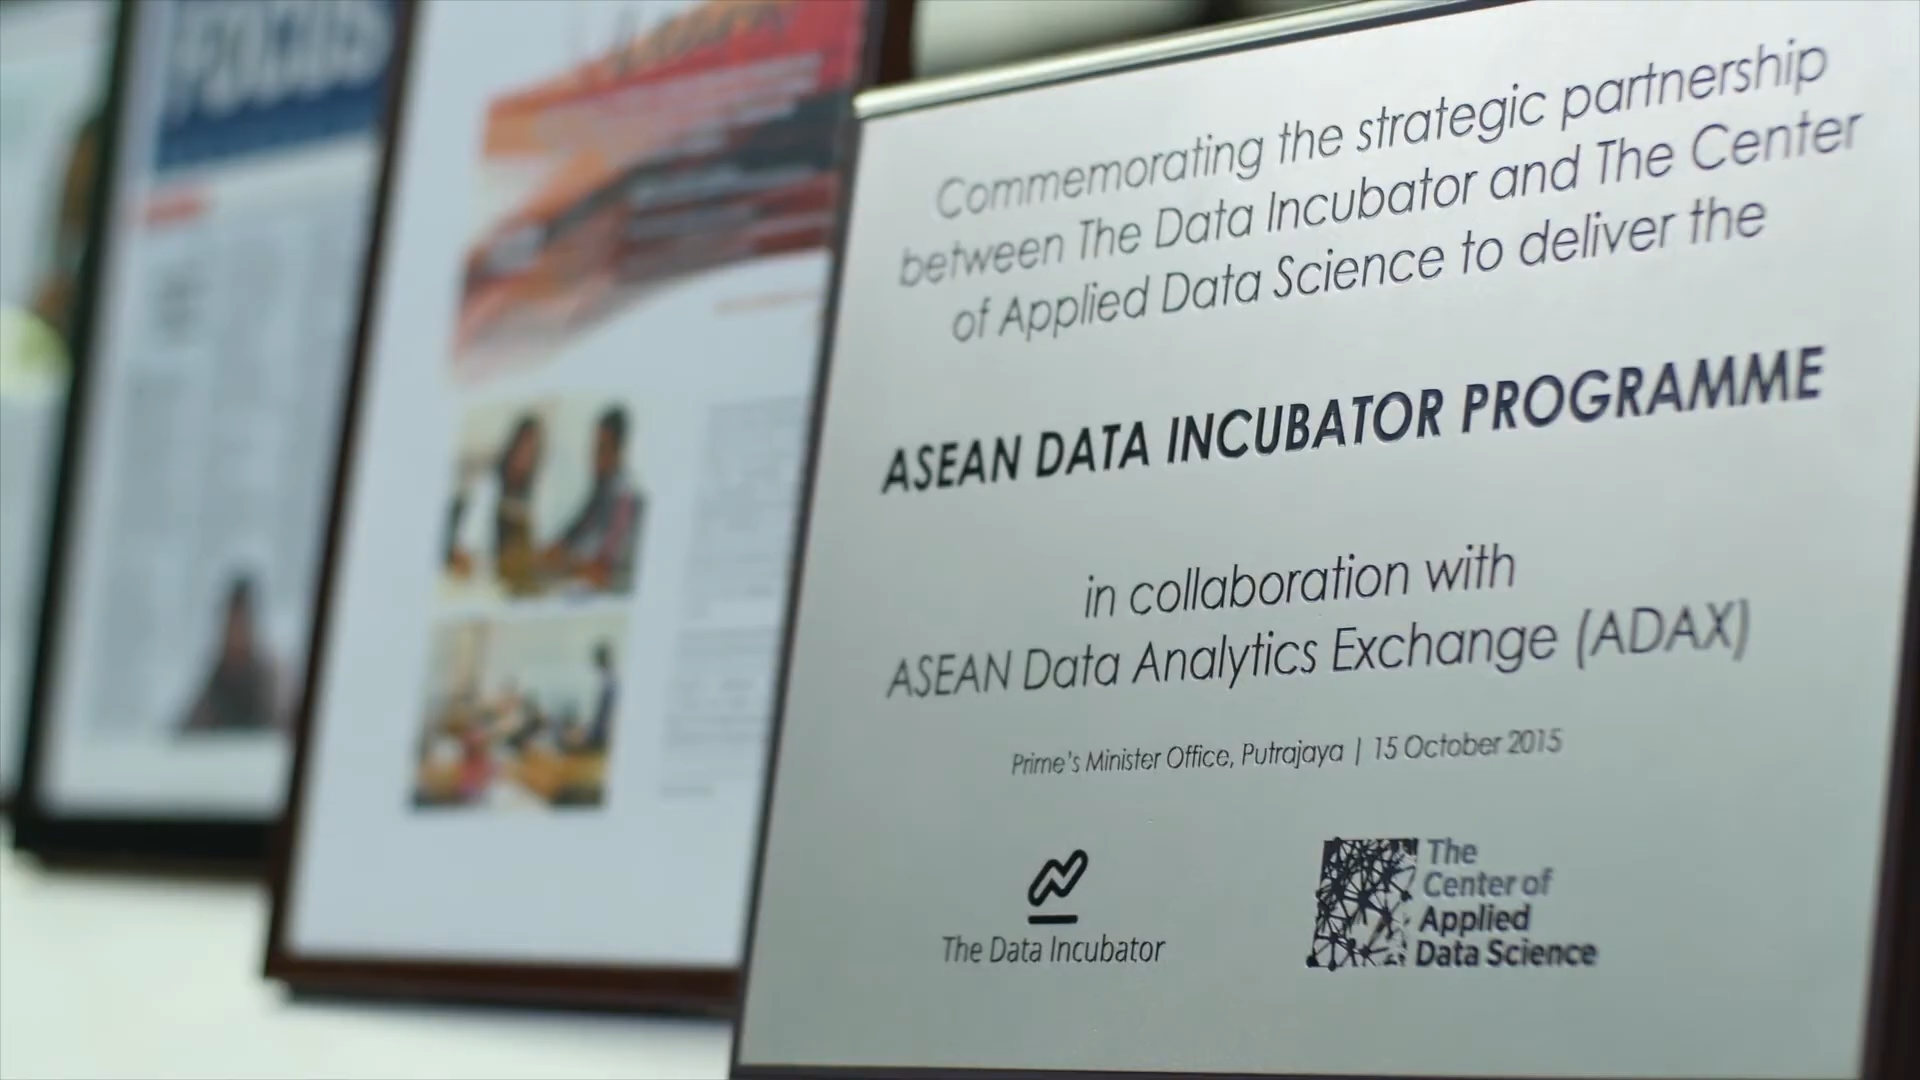 FOCUS
Commemorating the strategic partnership
between The Data Incubator and The Center
of Applied Data Science to deliver the
ASEAN DATA INCUBATOR PROGRAMME
in collaboration with
ASEAN Data Analytics Exchange (ADAX)
Prime's Minister Office, Putrajaya | 15 October 2015
The Data Incubator
The
Center of
Applied
Data Science